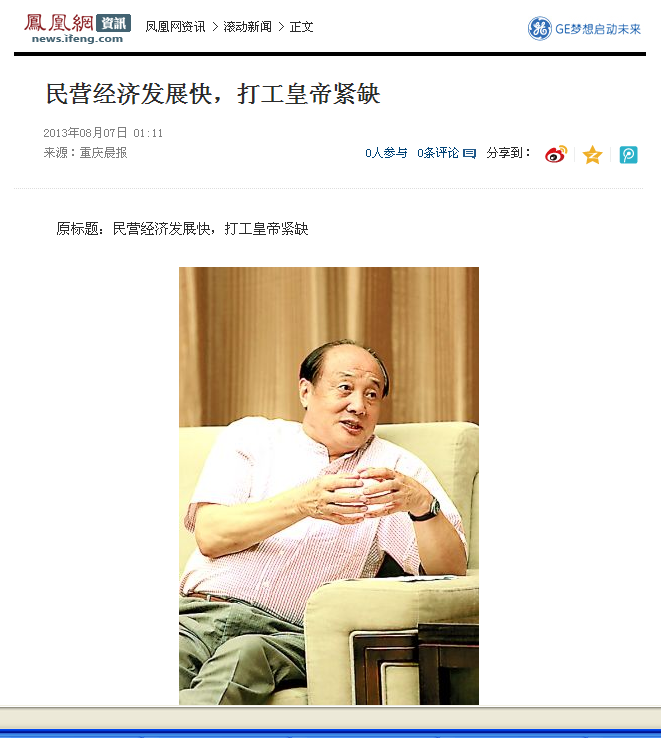 鳳凰網 資訊
news.ifeng.com
凤凰网资讯 > 滚动新闻 > 正文
GE梦想启动未来
民营经济发展快，打工皇帝紧缺
2013年08月07日 01:11
来源：重庆晨报
0人参与 0条评论 分享到：
原标题：民营经济发展快，打工皇帝紧缺